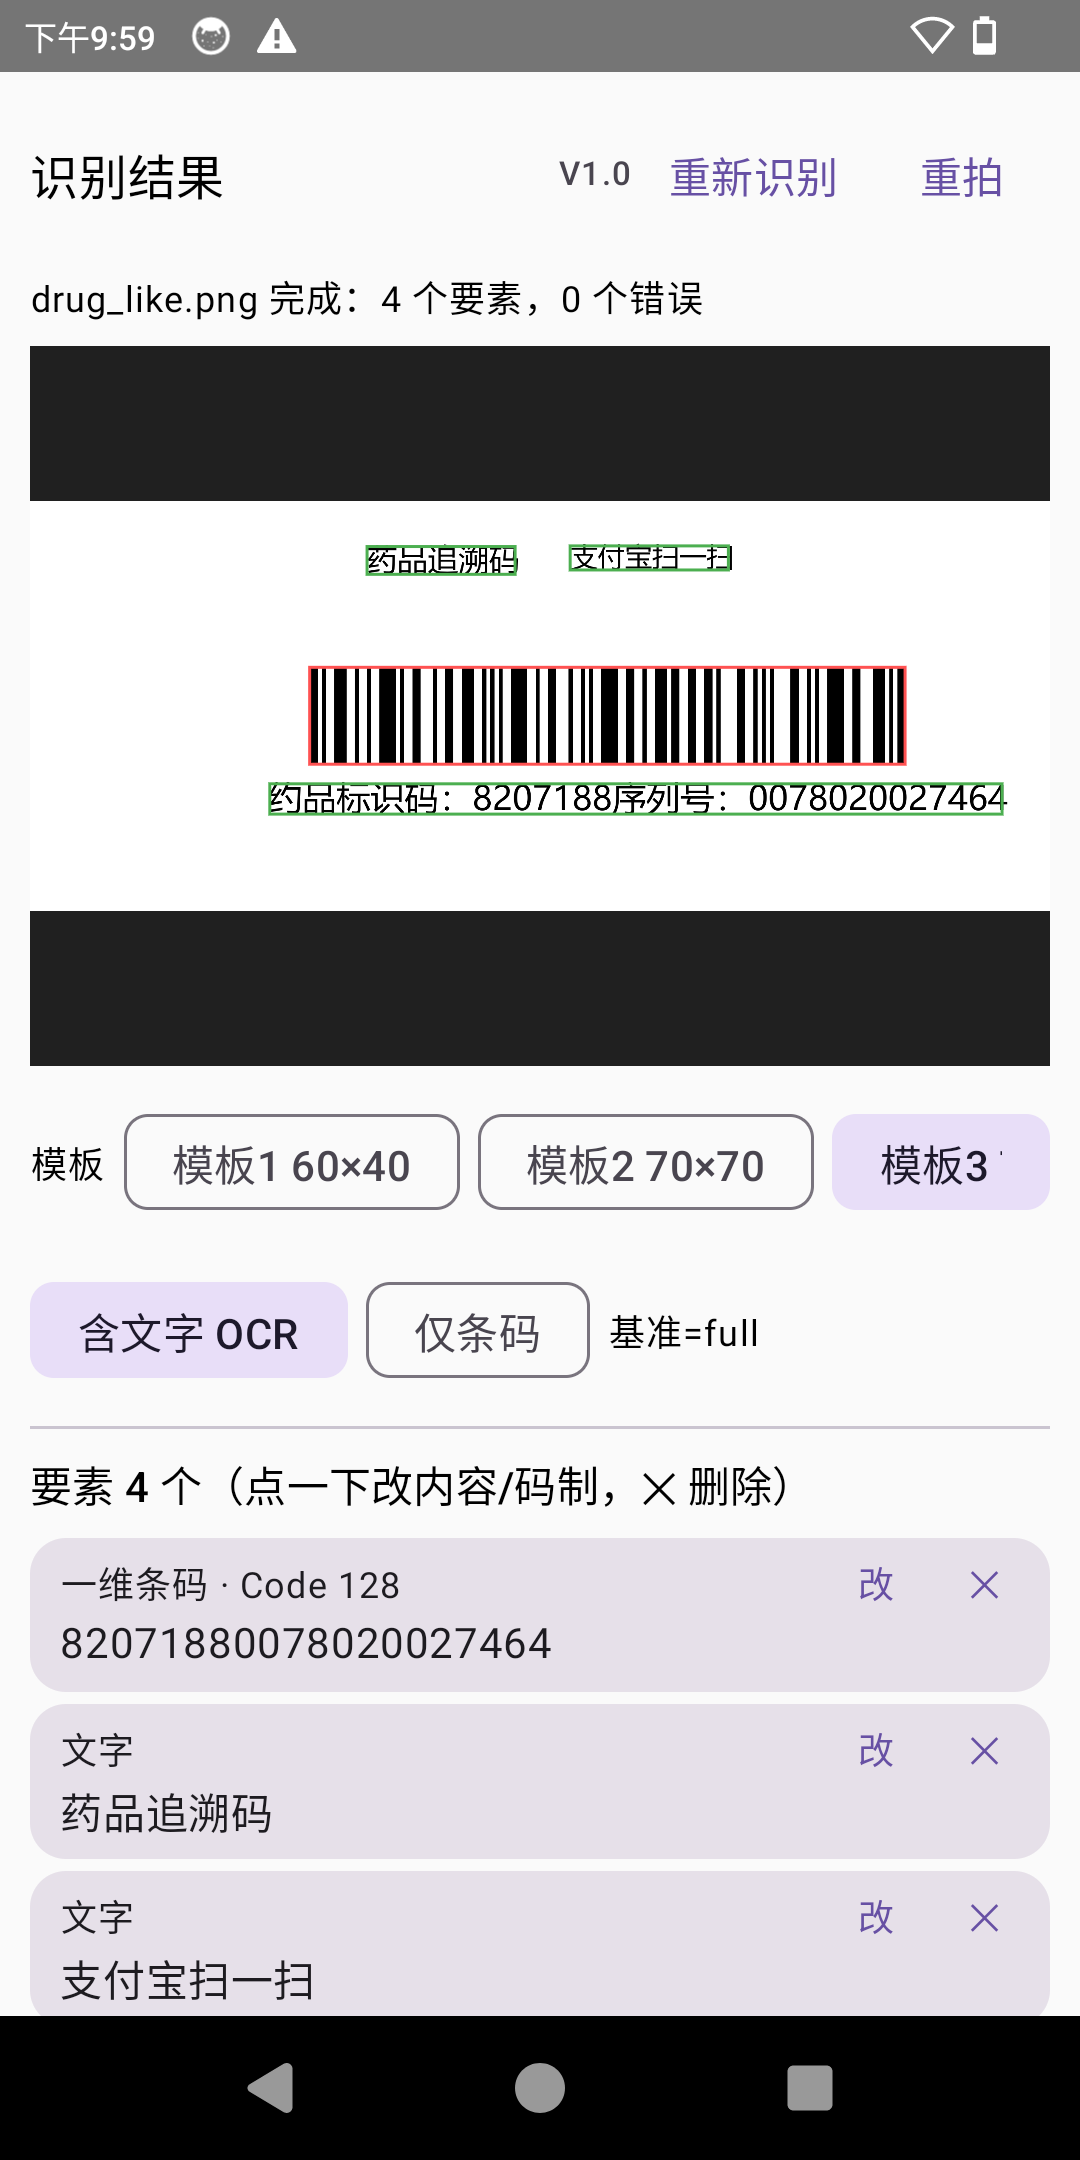 下午9:59
识别结果 V1.0 重新识别 重拍
drug_like.png 完成：4 个要素，0 个错误
药品追溯码 支付宝扫一扫
药品标识码：8207188序列号：0078020027464
模板 模板1 60×40 模板2 70×70 模板3
含文字 OCR 仅条码 基准=full
要素 4 个（点一下改内容/码制，✕ 删除）
一维条码 · Code 128 改 ✕
82071880078020027464
文字 改 ✕
药品追溯码
文字 改 ✕
支付宝扫一扫